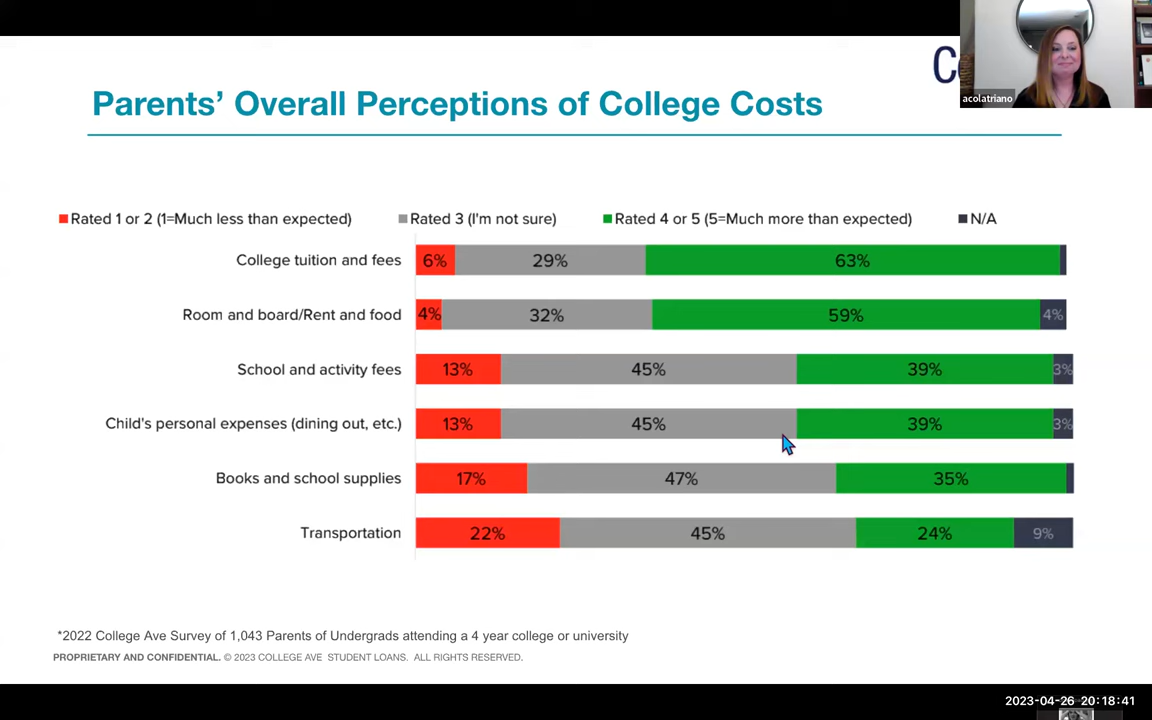 acolatriano
Parents’ Overall Perceptions of College Costs
Rated 1 or 2 (1=Much less than expected) Rated 3 (I'm not sure) Rated 4 or 5 (5=Much more than expected) N/A
College tuition and fees 6% 29% 63%
Room and board/Rent and food 4% 32% 59% 4%
School and activity fees 13% 45% 39% 3%
Child's personal expenses (dining out, etc.) 13% 45% 39% 3%
Books and school supplies 17% 47% 35%
Transportation 22% 45% 24% 9%
*2022 College Ave Survey of 1,043 Parents of Undergrads attending a 4 year college or university
PROPRIETARY AND CONFIDENTIAL. © 2023 COLLEGE AVE STUDENT LOANS. ALL RIGHTS RESERVED.
2023-04-26 20:18:41